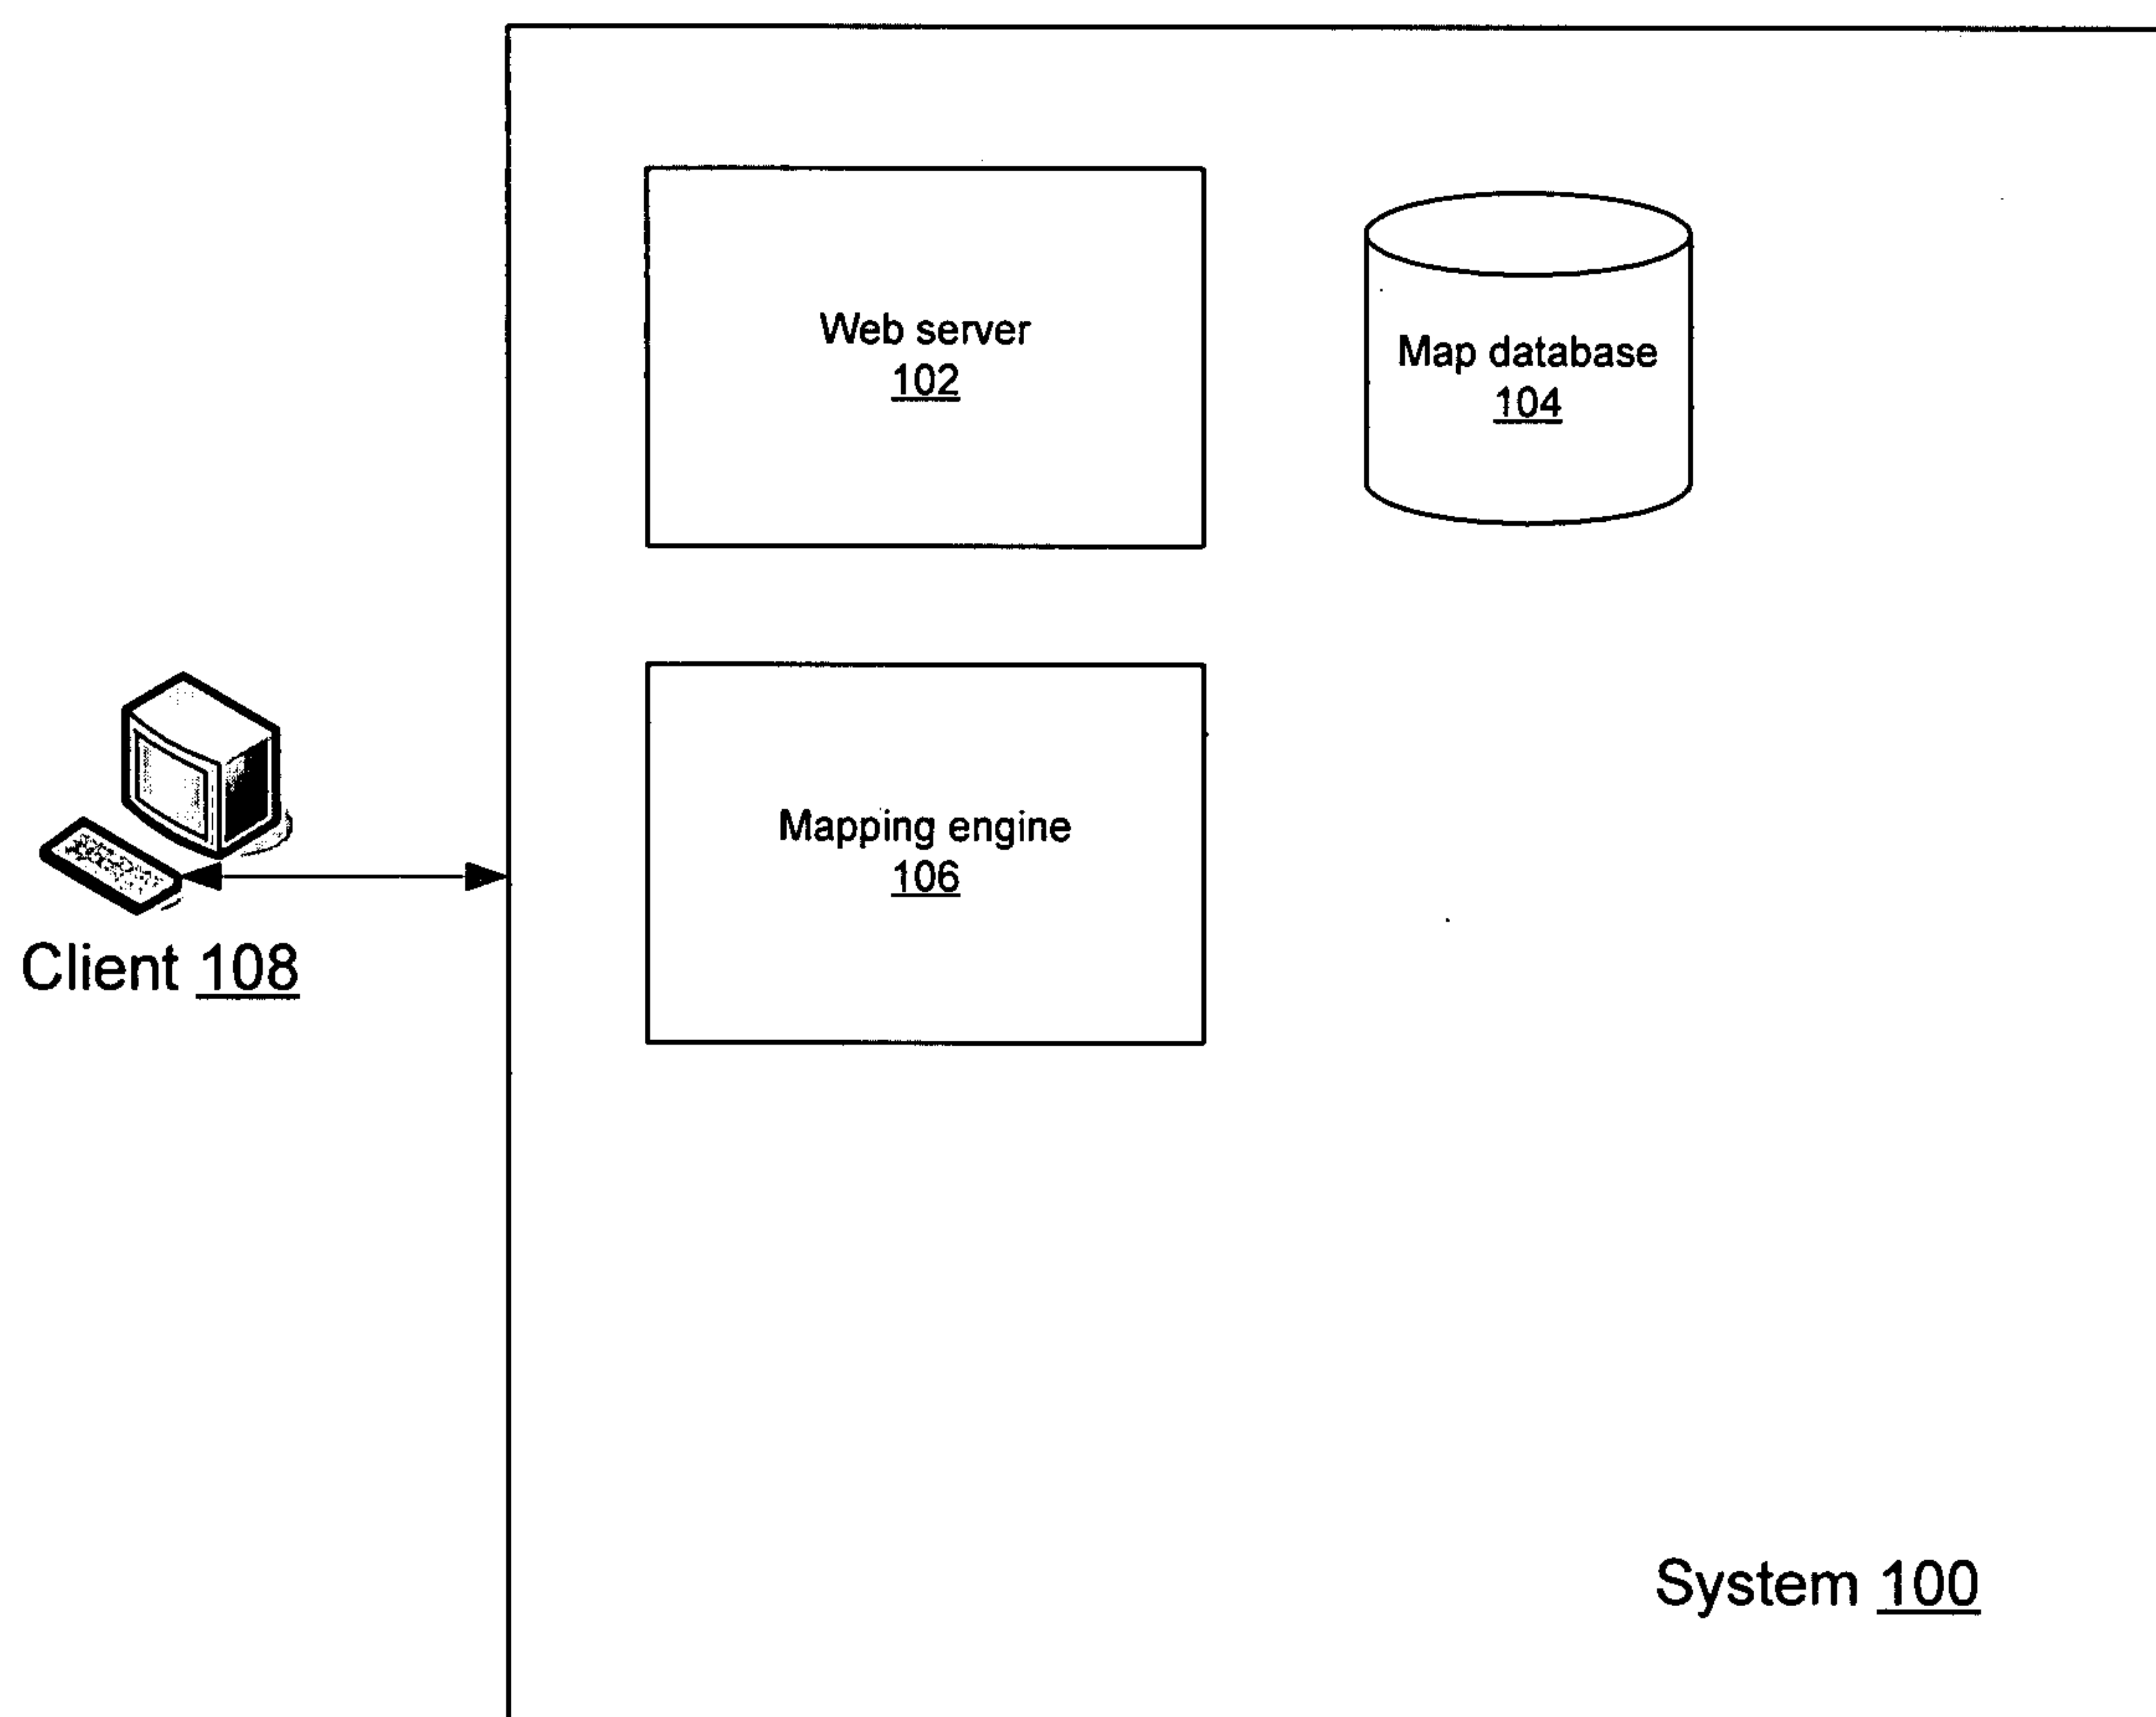 Web server
102
Map database
104
Mapping engine
106
Client 108
System 100